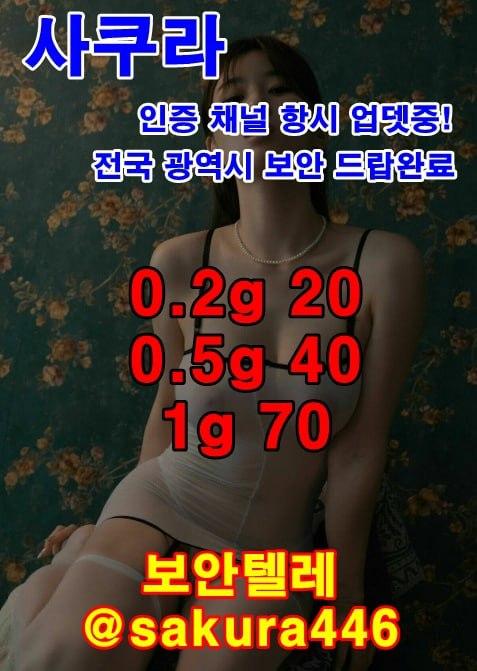 사쿠라
인증 채널 항시 업뎃중!
전국 광역시 보안 드랍완료
0.2g 20
0.5g 40
1g 70
보안텔레
@sakura446